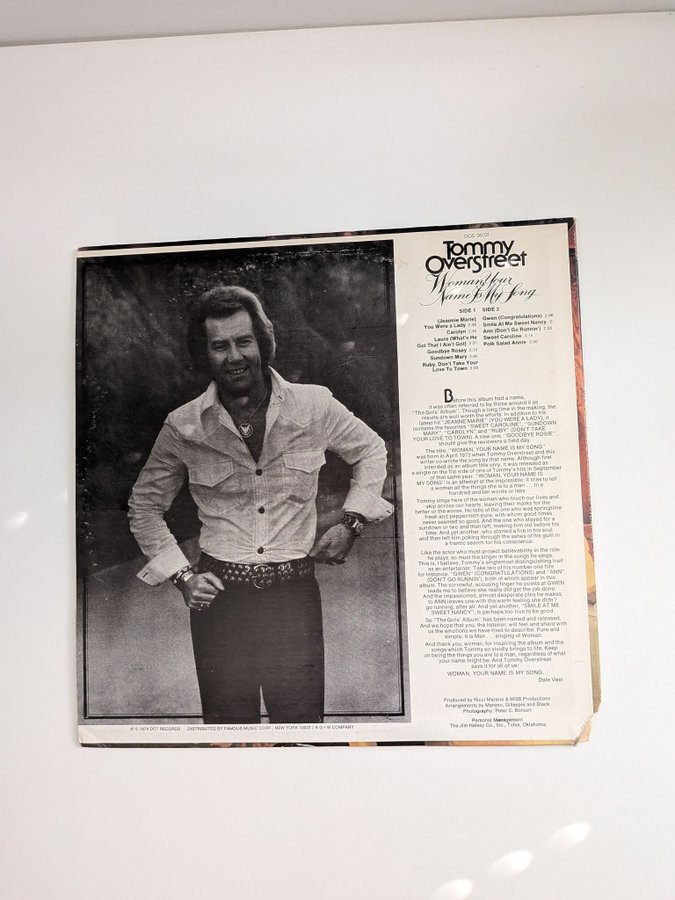 DOS-26021
Tommy
Overstreet
Woman, Your
Name Is My Song
SIDE 1
(Jeannie Marie)
You Were a Lady 2:36
Carolyn
Laura (What's He
Got That I Ain't Got)
Goodbye Rosey
Sundown Mary 2:45
Ruby, Don't Take Your
Love To Town
SIDE 2
Gwen (Congratulations) 2:48
Smile At Me Sweet Nancy
Ann (Don't Go Runnin')
Sweet Caroline
Polk Salad Annie
Before this album had a name,
it was often referred to by those around it as
"The Girls' Album". Though a long time in the making, the
results are well worth the efforts. In addition to his
latest hit "JEANNE MARIE" (YOU WERE A LADY), it
contains the favorites "SWEET CAROLINE", "SUNDOWN
MARY", "CAROLYN" and "RUBY" (DON'T TAKE
YOUR LOVE TO TOWN). A new one, "GOODBYE ROSIE",
should give the reviewers a field day.
The title, "WOMAN, YOUR NAME IS MY SONG"
was born in April 1973 when Tommy Overstreet and this
writer co-wrote the song by that name. Although first
intended as an album title only, it was released as
a single on the flip side of one of Tommy's hits in September
of that same year. "WOMAN, YOUR NAME IS
MY SONG" is an attempt at the impossible; it tries to tell
a woman all the things she is to a man . . . in a
hundred and ten words or less.
Tommy sings here of the women who touch our lives and
skip across our hearts, leaving their marks for the
better or the worse. He tells of the one who was springtime
fresh and peppermint-pure, with whom good times
never seemed so good. And the one who stayed for a
sundown or two and then left, making him old before his
time. And yet another, who started a fire in his soul
and then left him poking through the ashes of his guilt in
a frantic search for his conscience.
Like the actor who must project believability in the role
he plays, so must the singer in the songs he sings.
This is, I believe, Tommy's singlemost distinguishing trait
as an entertainer. Take two of his number one hits
for instance, "GWEN" (CONGRATULATIONS) and "ANN"
(DON'T GO RUNNIN'), both of which appear in this
album. The sorrowful, accusing finger he points at GWEN
leads me to believe she really did get the job done.
And the impassioned, almost desperate plea he makes
to ANN leaves one with the warm feeling she didn't
go running, after all. And yet another, "SMILE AT ME
SWEET NANCY", is perhaps too true to be good.
So "The Girls' Album" has been named and released.
And we hope that you, the listener, will feel and share with
us the emotions we have tried to describe. Pure and
simple, it is Man . . . singing of Woman.
And thank you, woman, for inspiring the album and the
songs which Tommy so vividly brings to life. Keep
on being the things you are to a man, regardless of what
your name might be. And Tommy Overstreet
says it for all of us:
WOMAN, YOUR NAME IS MY SONG.
Dale Vest
Produced by Ricci Mareno & MGB Productions
Arrangements by Mareno, Gillespie and Black
Photography: Peter C. Borsari
Personal Management
The Jim Halsey Co., Inc., Tulsa, Oklahoma
℗ © 1974 DOT RECORDS . . DISTRIBUTED BY FAMOUS MUSIC CORP., NEW YORK 10023 / A G+W COMPANY